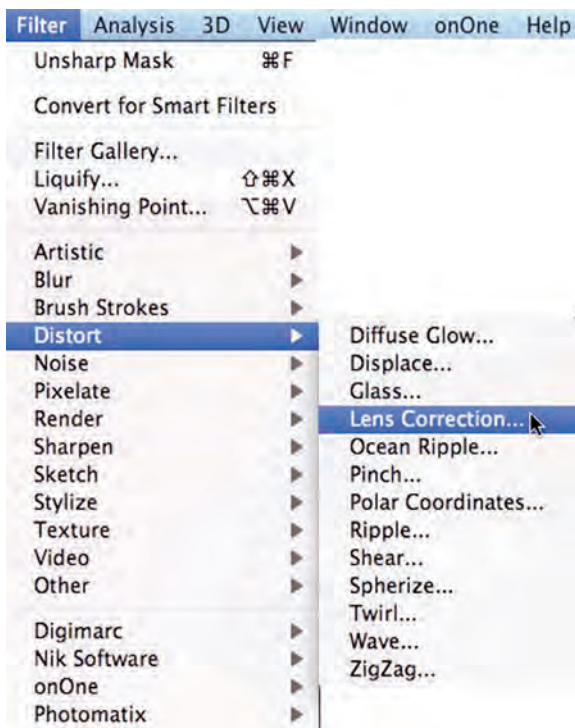 Filter Analysis 3D View Window onOne Help
Unsharp Mask ⌘F
Convert for Smart Filters
Filter Gallery...
Liquify... ⇧⌘X
Vanishing Point... ⌥⌘V
Artistic
Blur
Brush Strokes
Distort
Noise
Pixelate
Render
Sharpen
Sketch
Stylize
Texture
Video
Other
Digimarc
Nik Software
onOne
Photomatix
Diffuse Glow...
Displace...
Glass...
Lens Correction...
Ocean Ripple...
Pinch...
Polar Coordinates...
Ripple...
Shear...
Spherize...
Twirl...
Wave...
ZigZag...